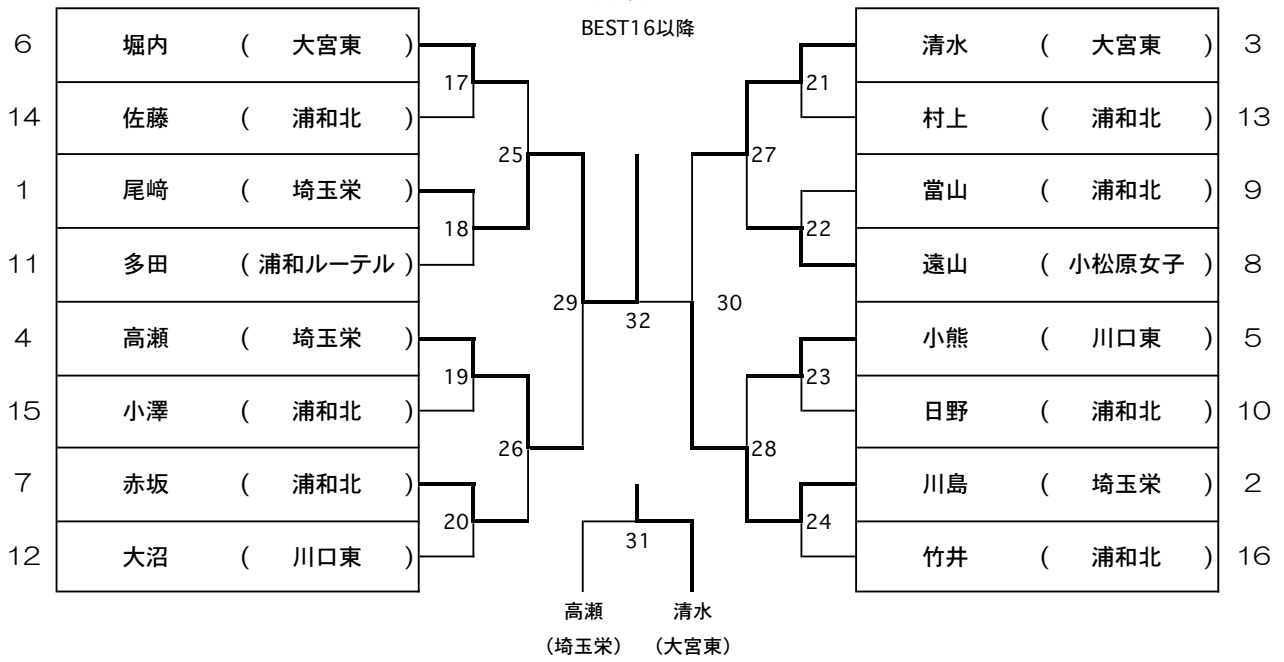 BEST16以降
6 堀内 ( 大宮東 )
17
14 佐藤 ( 浦和北 )
25
1 尾﨑 ( 埼玉栄 )
18
11 多田 ( 浦和ルーテル )
29
4 高瀬 ( 埼玉栄 )
19
15 小澤 ( 浦和北 )
26
7 赤坂 ( 浦和北 )
20
12 大沼 ( 川口東 )
32
31
高瀬 清水
(埼玉栄) (大宮東)
清水 ( 大宮東 ) 3
21
村上 ( 浦和北 ) 13
27
當山 ( 浦和北 ) 9
22
遠山 ( 小松原女子 ) 8
30
小熊 ( 川口東 ) 5
23
日野 ( 浦和北 ) 10
28
川島 ( 埼玉栄 ) 2
24
竹井 ( 浦和北 ) 16